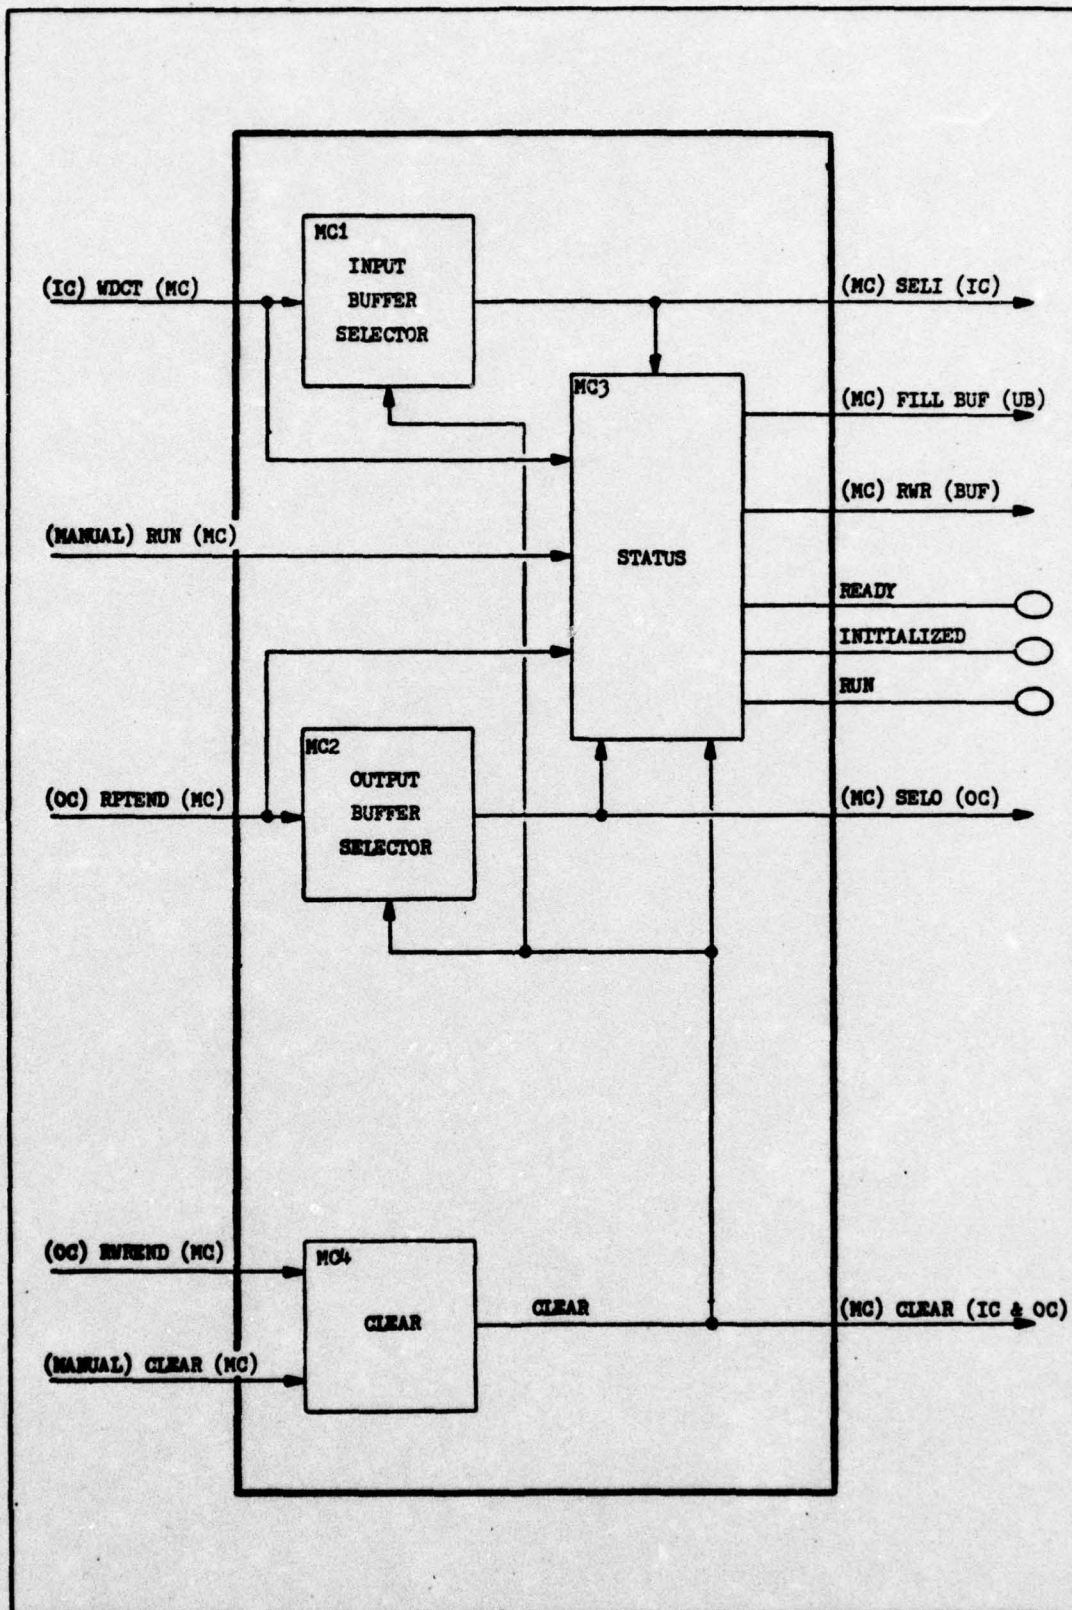 MC1
INPUT
BUFFER
SELECTOR
(IC) WDCT (MC)
(MC) SELI (IC)
MC3
(MC) FILL BUF (UB)
(MC) RWR (BUF)
(MANUAL) RUN (MC)
STATUS
READY
INITIALIZED
RUN
MC2
OUTPUT
BUFFER
SELECTOR
(OC) RPTEND (MC)
(MC) SELO (OC)
(OC) RWREND (MC)
MC4
CLEAR
CLEAR
(MC) CLEAR (IC & OC)
(MANUAL) CLEAR (MC)